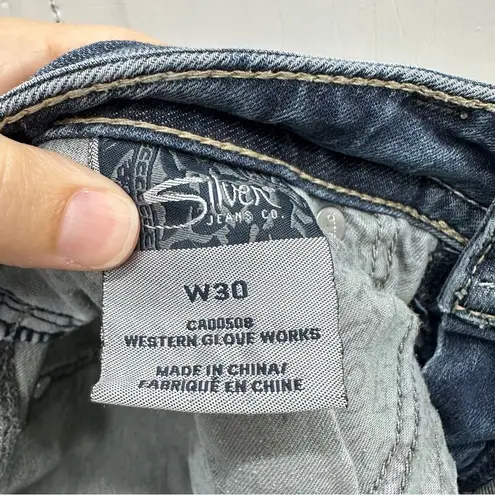 Silver
JEANS CO.
W30
CA00508
WESTERN GLOVE WORKS
MADE IN CHINA/
FABRIQUÉ EN CHINE